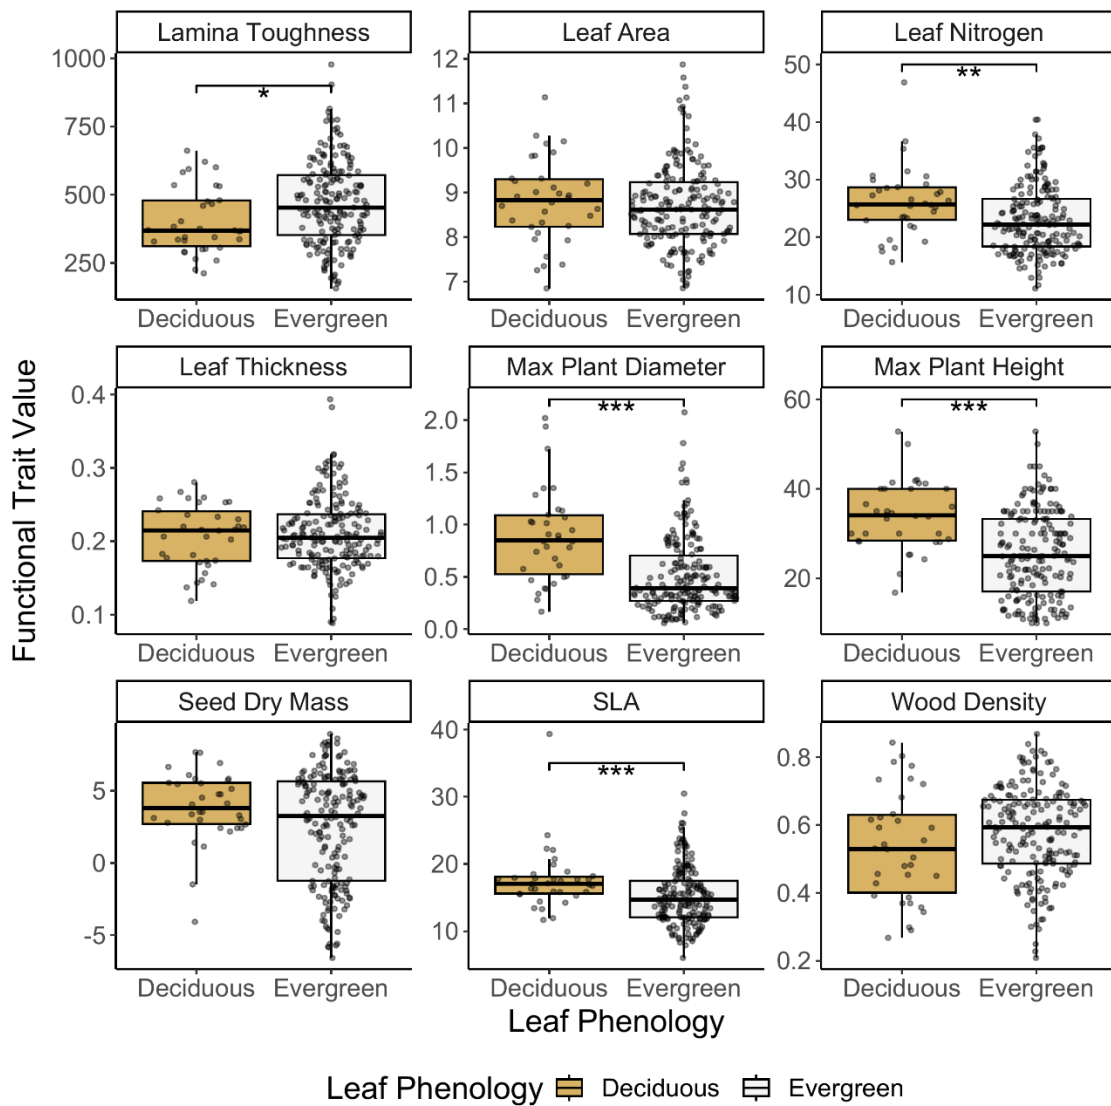 Lamina Toughness
Leaf Area
Leaf Nitrogen
1000
750
500
250
*
Deciduous Evergreen
12
11
10
9
8
7
Deciduous Evergreen
50
40
30
20
10
**
Deciduous Evergreen
Functional Trait Value
Leaf Thickness
Max Plant Diameter
Max Plant Height
0.4
0.3
0.2
0.1
Deciduous Evergreen
2.0
1.5
1.0
0.5
0.0
***
Deciduous Evergreen
60
40
20
***
Deciduous Evergreen
Seed Dry Mass
SLA
Wood Density
5
0
-5
Deciduous Evergreen
40
30
20
10
***
Deciduous Evergreen
0.8
0.6
0.4
0.2
Deciduous Evergreen
Leaf Phenology
Leaf Phenology Deciduous Evergreen